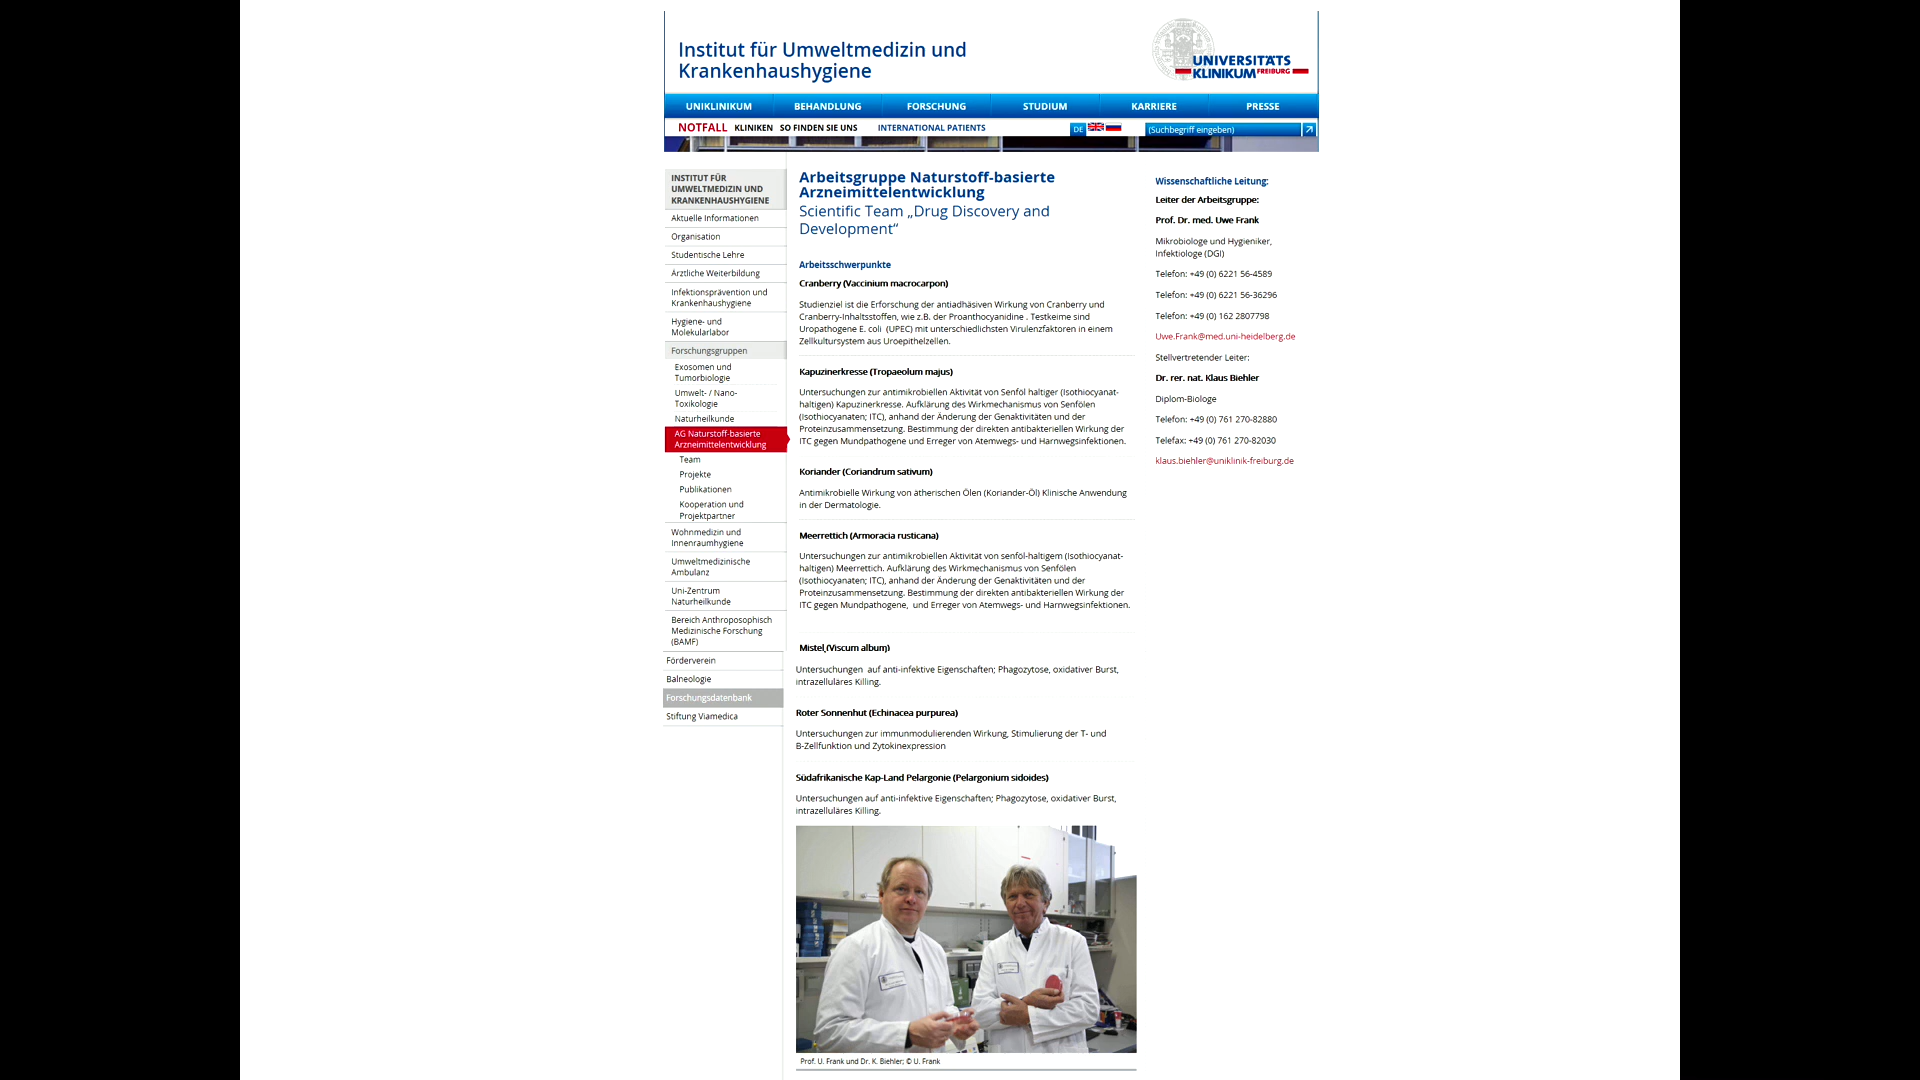 Institut für Umweltmedizin und
Krankenhaushygiene
UNIVERSITÄTS
KLINIKUM FREIBURG
UNIKLINIKUM BEHANDLUNG FORSCHUNG STUDIUM KARRIERE PRESSE
NOTFALL KLINIKEN SO FINDEN SIE UNS INTERNATIONAL PATIENTS DE (Suchbegriff eingeben)
INSTITUT FÜR
UMWELTMEDIZIN UND
KRANKENHAUSHYGIENE
Aktuelle Informationen
Organisation
Studentische Lehre
Ärztliche Weiterbildung
Infektionsprävention und
Krankenhaushygiene
Hygiene- und
Molekularlabor
Forschungsgruppen
Exosomen und
Tumorbiologie
Umwelt- / Nano-
Toxikologie
Naturheilkunde
AG Naturstoff-basierte
Arzneimittelentwicklung
Team
Projekte
Publikationen
Kooperation und
Projektpartner
Wohnmedizin und
Innenraumhygiene
Umweltmedizinische
Ambulanz
Uni-Zentrum
Naturheilkunde
Bereich Anthroposophisch
Medizinische Forschung
(BAMF)
Förderverein
Balneologie
Forschungsdatenbank
Stiftung Viamedica
Arbeitsgruppe Naturstoff-basierte
Arzneimittelentwicklung
Scientific Team „Drug Discovery and
Development“
Arbeitsschwerpunkte
Cranberry (Vaccinium macrocarpon)
Studienziel ist die Erforschung der antiadhäsiven Wirkung von Cranberry und
Cranberry-Inhaltsstoffen, wie z.B. der Proanthocyanidine . Testkeime sind
Uropathogene E. coli (UPEC) mit unterschiedlichsten Virulenzfaktoren in einem
Zellkultursystem aus Uroepithelzellen.
Kapuzinerkresse (Tropaeolum majus)
Untersuchungen zur antimikrobiellen Aktivität von Senföl haltiger (Isothiocyanat-
haltigen) Kapuzinerkresse. Aufklärung des Wirkmechanismus von Senfölen
(Isothiocyanaten; ITC), anhand der Änderung der Genaktivitäten und der
Proteinzusammensetzung. Bestimmung der direkten antibakteriellen Wirkung der
ITC gegen Mundpathogene und Erreger von Atemwegs- und Harnwegsinfektionen.
Koriander (Coriandrum sativum)
Antimikrobielle Wirkung von ätherischen Ölen (Koriander-Öl) Klinische Anwendung
in der Dermatologie.
Meerrettich (Armoracia rusticana)
Untersuchungen zur antimikrobiellen Aktivität von senföl-haltigem (Isothiocyanat-
haltigen) Meerrettich. Aufklärung des Wirkmechanismus von Senfölen
(Isothiocyanaten; ITC), anhand der Änderung der Genaktivitäten und der
Proteinzusammensetzung. Bestimmung der direkten antibakteriellen Wirkung der
ITC gegen Mundpathogene, und Erreger von Atemwegs- und Harnwegsinfektionen.
Mistel (Viscum album)
Untersuchungen auf anti-infektive Eigenschaften; Phagozytose, oxidativer Burst,
intrazelluläres Killing.
Roter Sonnenhut (Echinacea purpurea)
Untersuchungen zur immunmodulierenden Wirkung, Stimulierung der T- und
B-Zellfunktion und Zytokinexpression
Südafrikanische Kap-Land Pelargonie (Pelargonium sidoides)
Untersuchungen auf anti-infektive Eigenschaften; Phagozytose, oxidativer Burst,
intrazelluläres Killing.
Prof. U. Frank und Dr. K. Biehler; © U. Frank
Wissenschaftliche Leitung:
Leiter der Arbeitsgruppe:
Prof. Dr. med. Uwe Frank
Mikrobiologe und Hygieniker,
Infektiologe (DGI)
Telefon: +49 (0) 6221 56-4589
Telefon: +49 (0) 6221 56-36296
Telefon: +49 (0) 162 2807798
Uwe.Frank@med.uni-heidelberg.de
Stellvertretender Leiter:
Dr. rer. nat. Klaus Biehler
Diplom-Biologe
Telefon: +49 (0) 761 270-82880
Telefax: +49 (0) 761 270-82030
klaus.biehler@uniklinik-freiburg.de